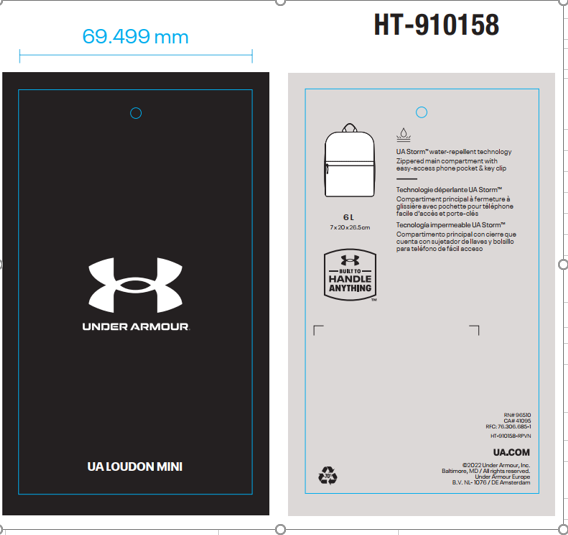 HT-910158
69.499 mm
UNDER ARMOUR
UA LOUDON MINI
UA Storm™ water-repellent technology
Zippered main compartment with
easy-access phone pocket & key clip
Technologie déperlante UA Storm™
Compartiment principal à fermeture à
glissière avec pochette pour téléphone
facile d'accès et porte-clés
Tecnología impermeable UA Storm™
Compartimento principal con cierre que
cuenta con sujetador de llaves y bolsillo
para teléfono de fácil acceso
6 L
7 x 20 x 26.5 cm
BUILT TO
HANDLE
ANYTHING
™
RN# 96510
CA# 41095
RFC: 76.306.685-1
HT-910158-RPVN
UA.COM
©2022 Under Armour, Inc.
Baltimore, MD / All rights reserved.
Under Armour Europe
B.V. NL- 1076 / DE Amsterdam